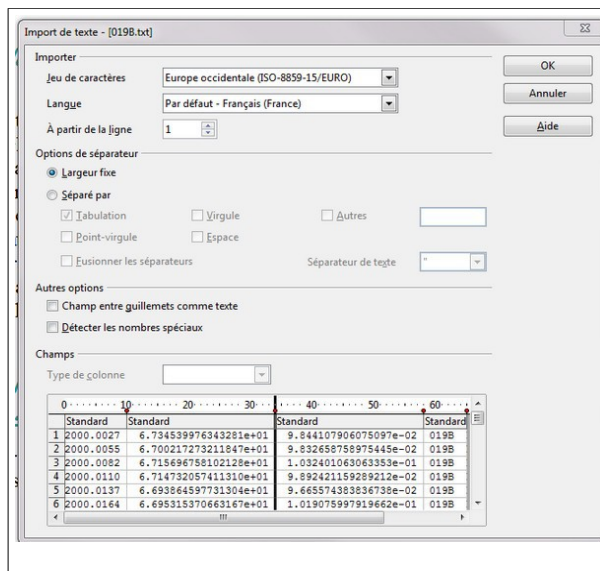 Import de texte - [019B.txt]
Importer
Jeu de caractères Europe occidentale (ISO-8859-15/EURO)
OK
Langue Par défaut - Français (France)
Annuler
À partir de la ligne 1
Aide
Options de séparateur
Largeur fixe
Séparé par
Tabulation Virgule Autres
Point-virgule Espace
Fusionner les séparateurs Séparateur de texte "
Autres options
Champ entre guillemets comme texte
Détecter les nombres spéciaux
Champs
Type de colonne
0 10 20 30 40 50 60
Standard Standard Standard Standard
1 2000.0027 6.734539976343281e+01 9.844107906075097e-02 019B
2 2000.0055 6.700217273211847e+01 9.832658758975445e-02 019B
3 2000.0082 6.715696758102128e+01 1.032401063063353e-01 019B
4 2000.0110 6.714732057411310e+01 9.892421159289212e-02 019B
5 2000.0137 6.693864597731304e+01 9.665574383836738e-02 019B
6 2000.0164 6.695315370663167e+01 1.019075997919662e-01 019B